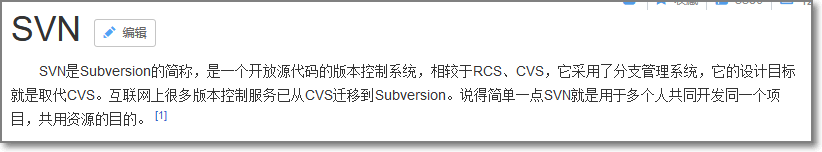 SVN 编辑
SVN是Subversion的简称，是一个开放源代码的版本控制系统，相较于RCS、CVS，它采用了分支管理系统，它的设计目标
就是取代CVS。互联网上很多版本控制服务已从CVS迁移到Subversion。说得简单一点SVN就是用于多个人共同开发同一个项
目，共用资源的目的。 [1]